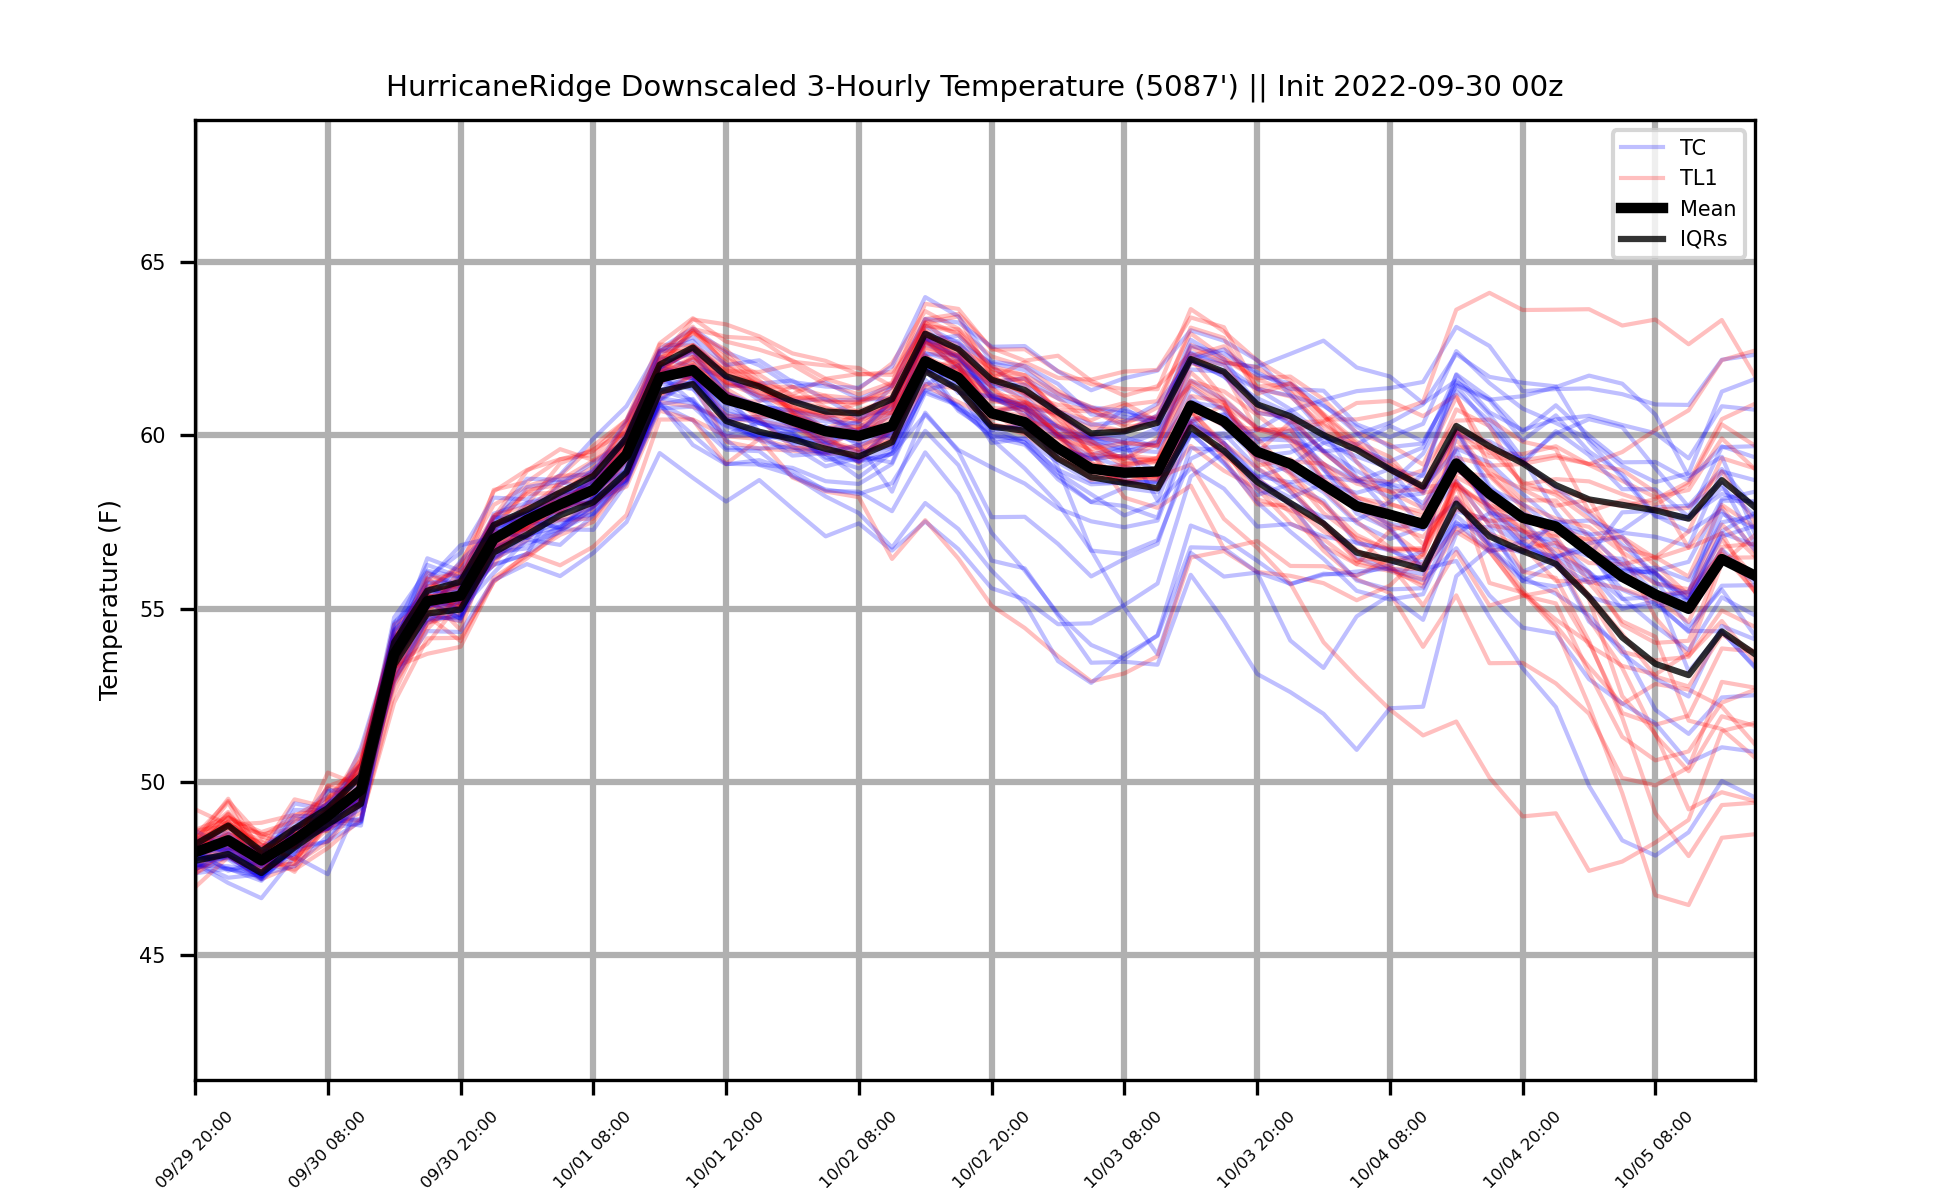 HurricaneRidge Downscaled 3-Hourly Temperature (5087') || Init 2022-09-30 00z
TC
TL1
Mean
IQRs
Temperature (F)
65
60
55
50
45
09/29 20:00
09/30 08:00
09/30 20:00
10/01 08:00
10/01 20:00
10/02 08:00
10/02 20:00
10/03 08:00
10/03 20:00
10/04 08:00
10/04 20:00
10/05 08:00